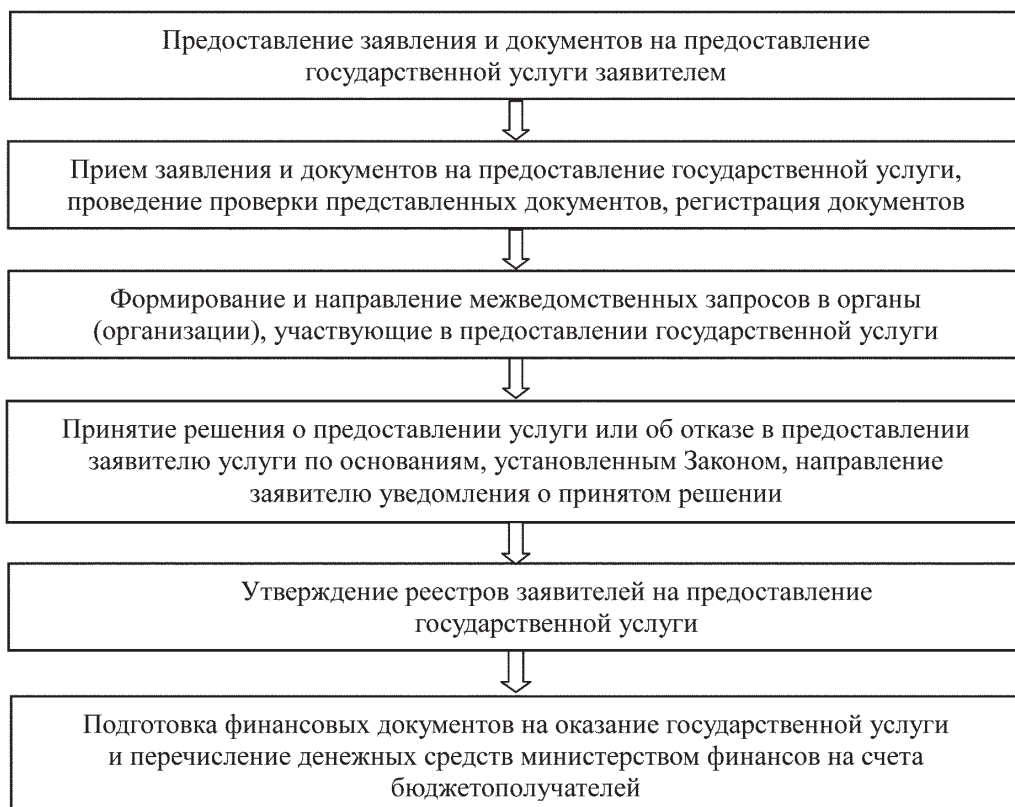 Предоставление заявления и документов на предоставление
государственной услуги заявителем
Прием заявления и документов на предоставление государственной услуги,
проведение проверки представленных документов, регистрация документов
Формирование и направление межведомственных запросов в органы
(организации), участвующие в предоставлении государственной услуги
Принятие решения о предоставлении услуги или об отказе в предоставлении
заявителю услуги по основаниям, установленным Законом, направление
заявителю уведомления о принятом решении
Утверждение реестров заявителей на предоставление
государственной услуги
Подготовка финансовых документов на оказание государственной услуги
и перечисление денежных средств министерством финансов на счета
бюджетополучателей